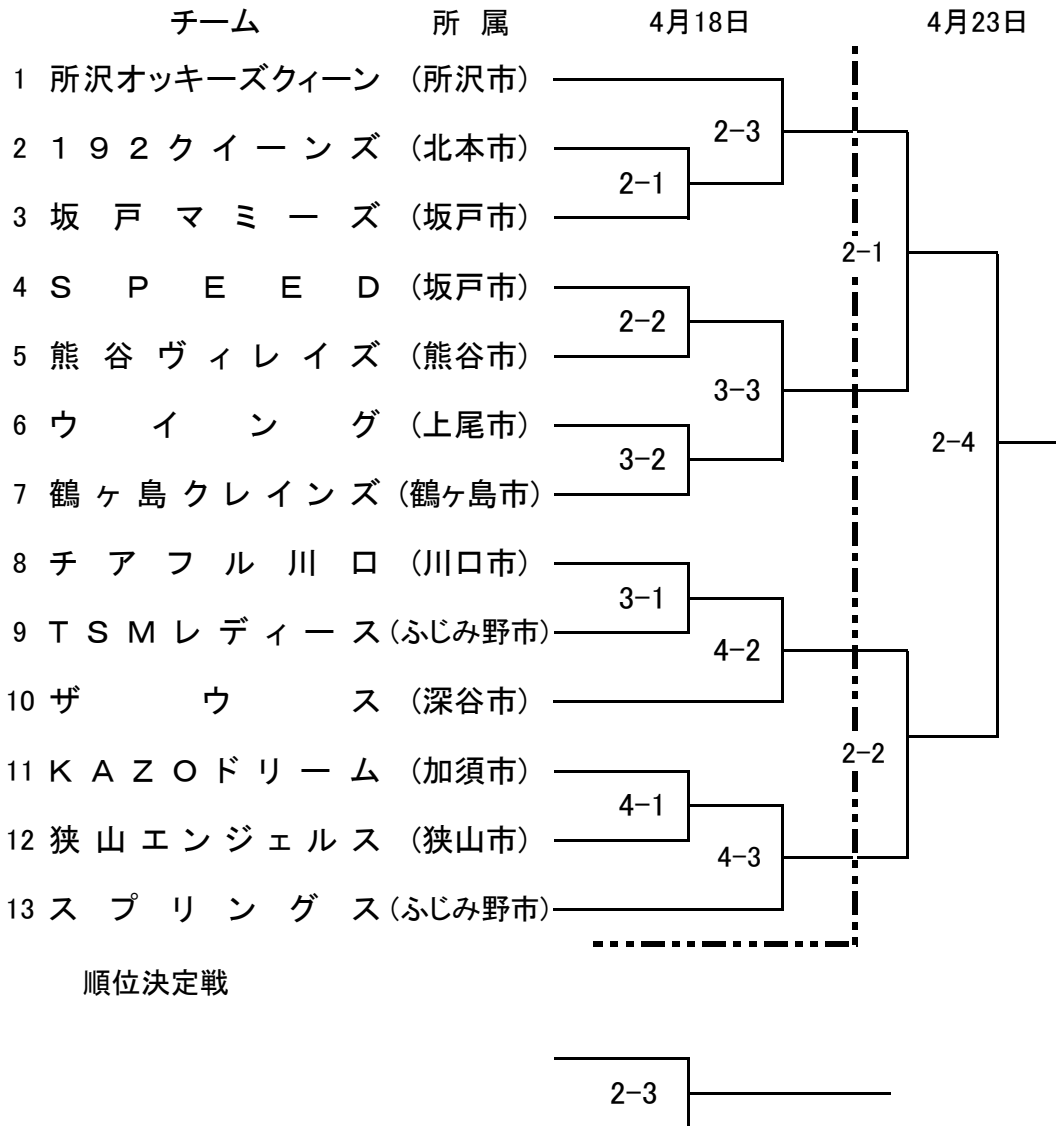 チーム 所属 4月18日 4月23日
1 所沢オッキーズクィーン (所沢市)
2-3
2 192クイーンズ (北本市)
2-1
3 坂戸マミーズ (坂戸市)
2-1
4 SPEED (坂戸市)
2-2
5 熊谷ヴィレイズ (熊谷市)
3-3
6 ウイング (上尾市)
2-4
3-2
7 鶴ヶ島クレインズ (鶴ヶ島市)
8 チアフル川口 (川口市)
3-1
9 TSMレディース (ふじみ野市)
4-2
10 ザウス (深谷市)
2-2
11 KAZOドリーム (加須市)
4-1
12 狭山エンジェルス (狭山市)
4-3
13 スプリングス (ふじみ野市)
順位決定戦
2-3